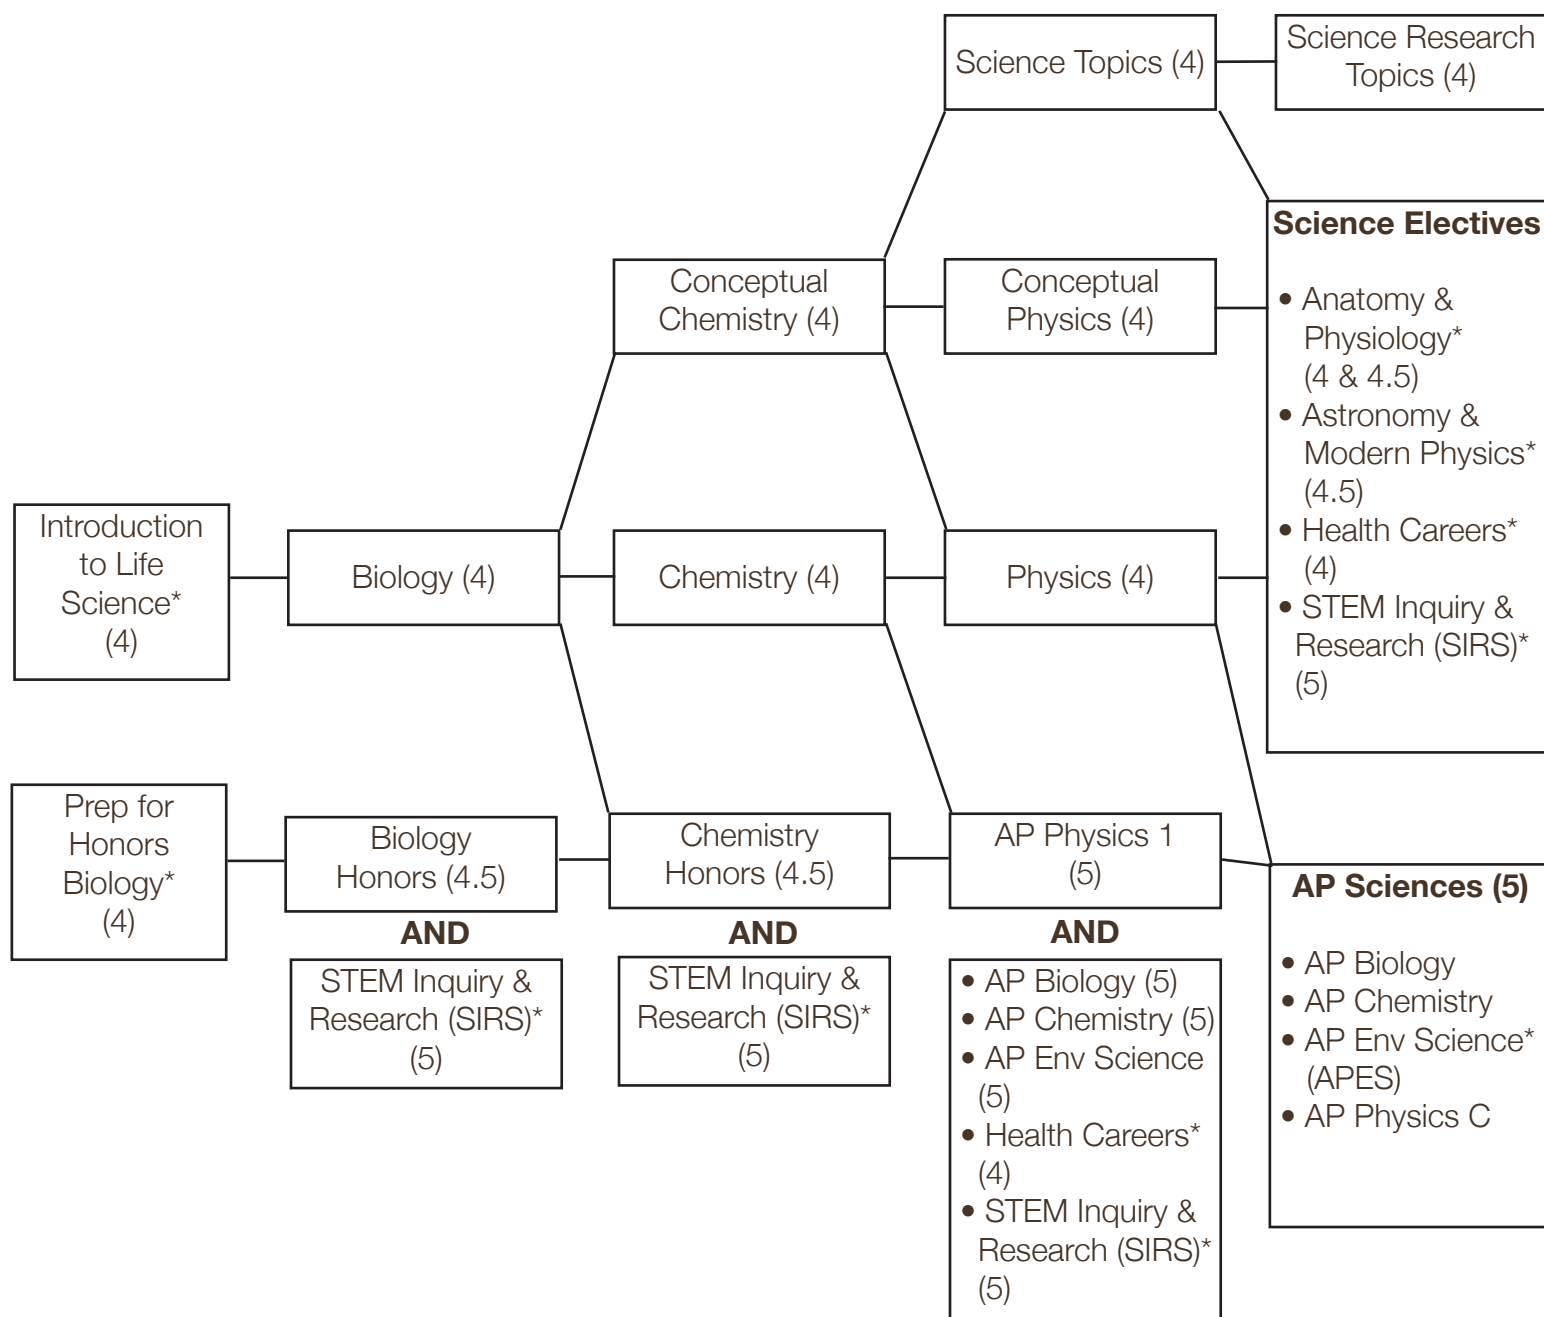 Science Topics (4)
Science Research
Topics (4)
Science Electives
• Anatomy &
Physiology*
(4 & 4.5)
• Astronomy &
Modern Physics*
(4.5)
• Health Careers*
(4)
• STEM Inquiry &
Research (SIRS)*
(5)
Conceptual
Chemistry (4)
Conceptual
Physics (4)
Introduction
to Life
Science*
(4)
Biology (4)
Chemistry (4)
Physics (4)
Prep for
Honors
Biology*
(4)
Biology
Honors (4.5)
AND
STEM Inquiry &
Research (SIRS)*
(5)
Chemistry
Honors (4.5)
AND
STEM Inquiry &
Research (SIRS)*
(5)
AP Physics 1
(5)
AND
• AP Biology (5)
• AP Chemistry (5)
• AP Env Science
(5)
• Health Careers*
(4)
• STEM Inquiry &
Research (SIRS)*
(5)
AP Sciences (5)
• AP Biology
• AP Chemistry
• AP Env Science*
(APES)
• AP Physics C